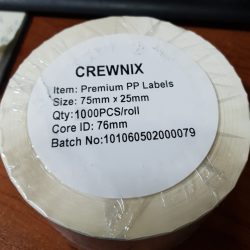 CREWNIX
Item: Premium PP Labels
Size: 75mm x 25mm
Qty: 1000PCS/roll
Core ID: 76mm
Batch No:101060502000079